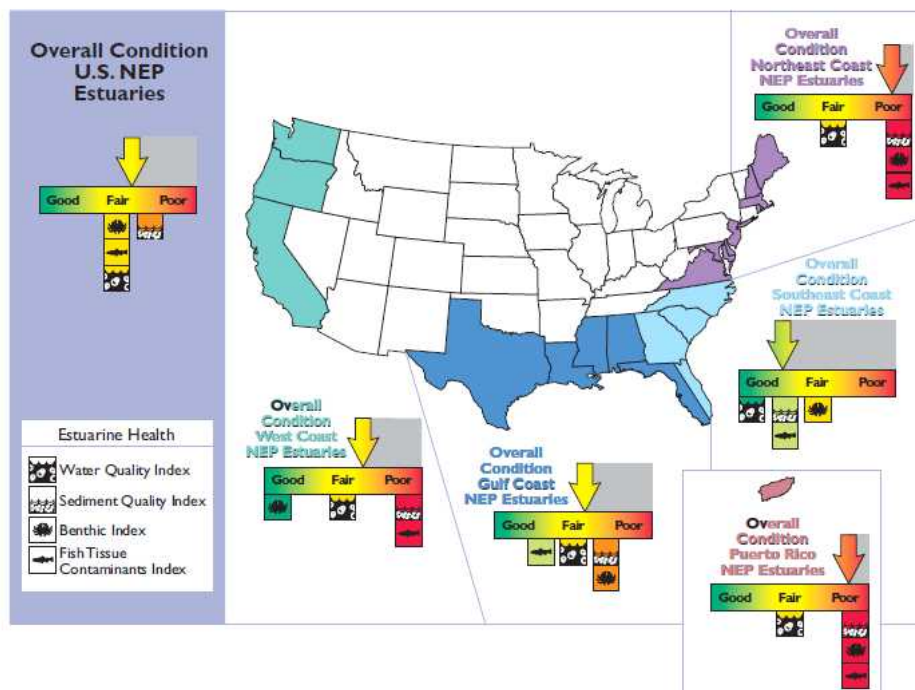 Overall Condition
U.S. NEP
Estuaries
Good Fair Poor
Estuarine Health
Water Quality Index
Sediment Quality Index
Benthic Index
Fish Tissue
Contaminants Index
Overall
Condition
Northeast Coast
NEP Estuaries
Good Fair Poor
Overall
Condition
Southeast Coast
NEP Estuaries
Good Fair Poor
Overall
Condition
West Coast
NEP Estuaries
Good Fair Poor
Overall
Condition
Gulf Coast
NEP Estuaries
Good Fair Poor
Overall
Condition
Puerto Rico
NEP Estuaries
Good Fair Poor